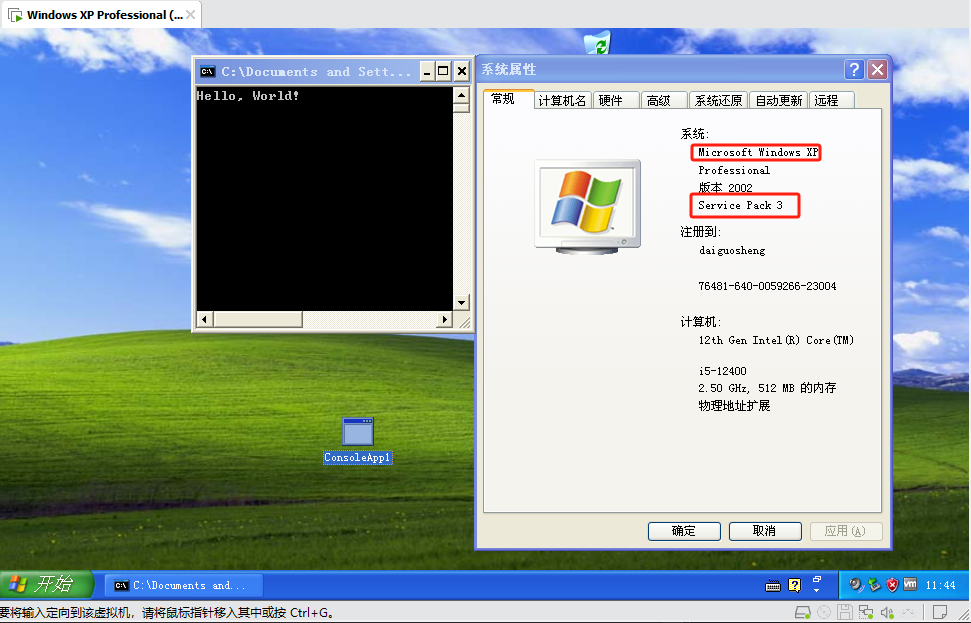 Windows XP Professional (...
C:\Documents and Sett...
Hello, World!
系统属性
常规
计算机名
硬件
高级
系统还原
自动更新
远程
系统:
Microsoft Windows XP
Professional
版本 2002
Service Pack 3
注册到:
daiguosheng
76481-640-0059266-23004
计算机:
12th Gen Intel(R) Core(TM)
i5-12400
2.50 GHz, 512 MB 的内存
物理地址扩展
确定
取消
应用(A)
ConsoleApp1
开始
C:\Documents and...
11:44
要将输入定向到该虚拟机，请将鼠标指针移入其中或按 Ctrl+G。